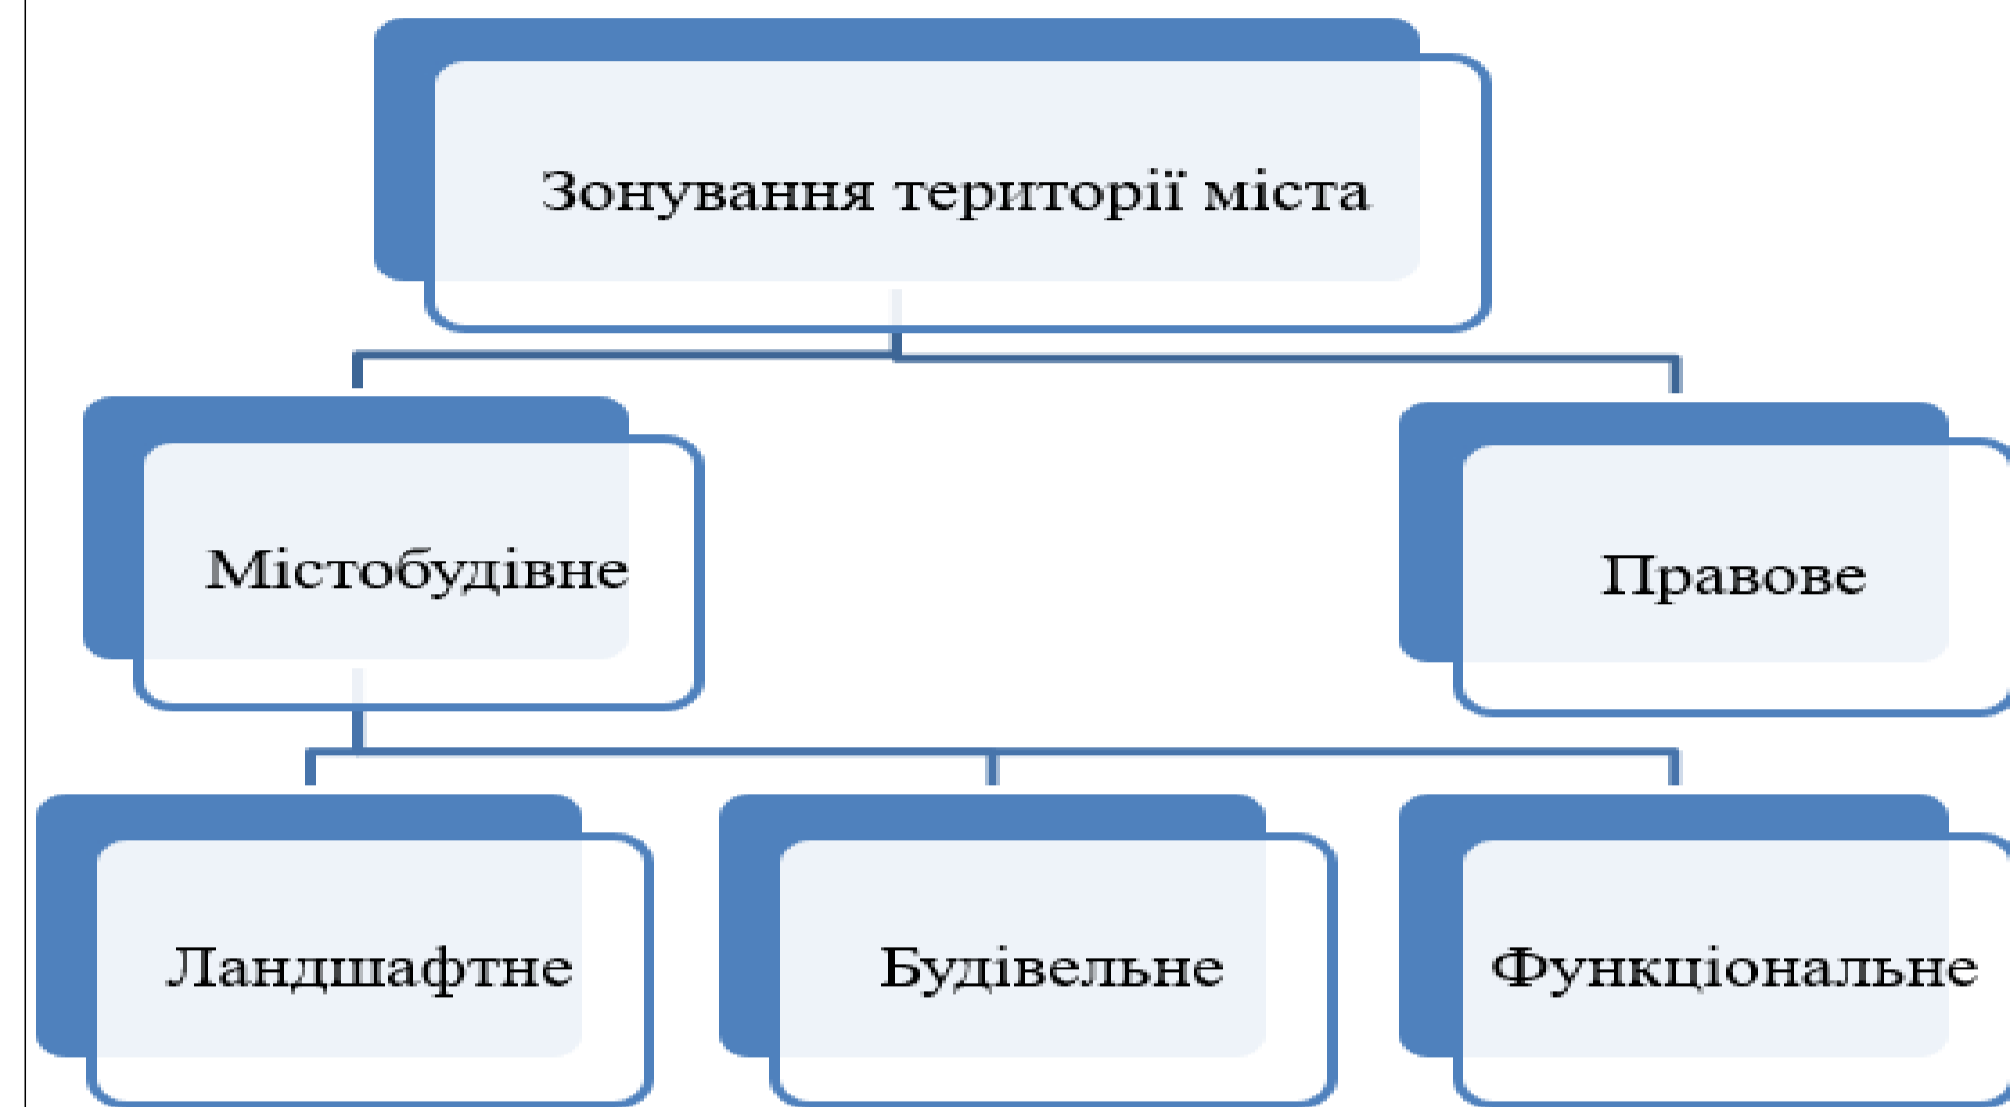 Зонування території міста
Містобудівне
Правове
Ландшафтне
Будівельне
Функціональне